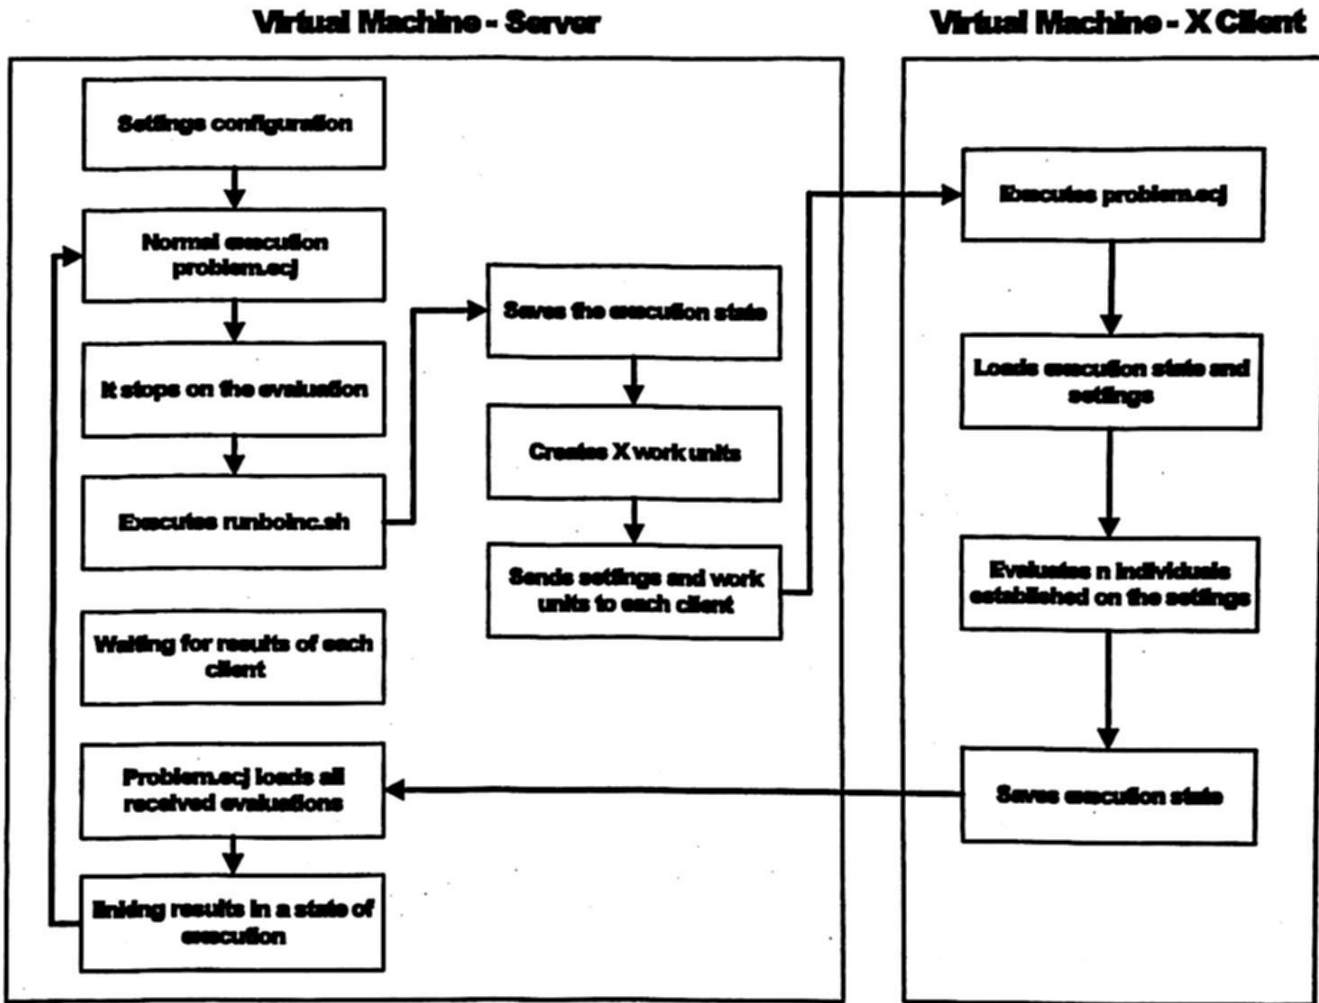 Virtual Machine - Server
Settings configuration
Normal execution
problem.ecj
It stops on the evaluation
Executes runboinc.sh
Waiting for results of each
client
Problem.ecj loads all
received evaluations
linking results in a state of
execution
Saves the execution state
Creates X work units
Sends settings and work
units to each client
Virtual Machine - X Client
Executes problem.ecj
Loads execution state and
settings
Evaluates n individuals
established on the settings
Saves execution state